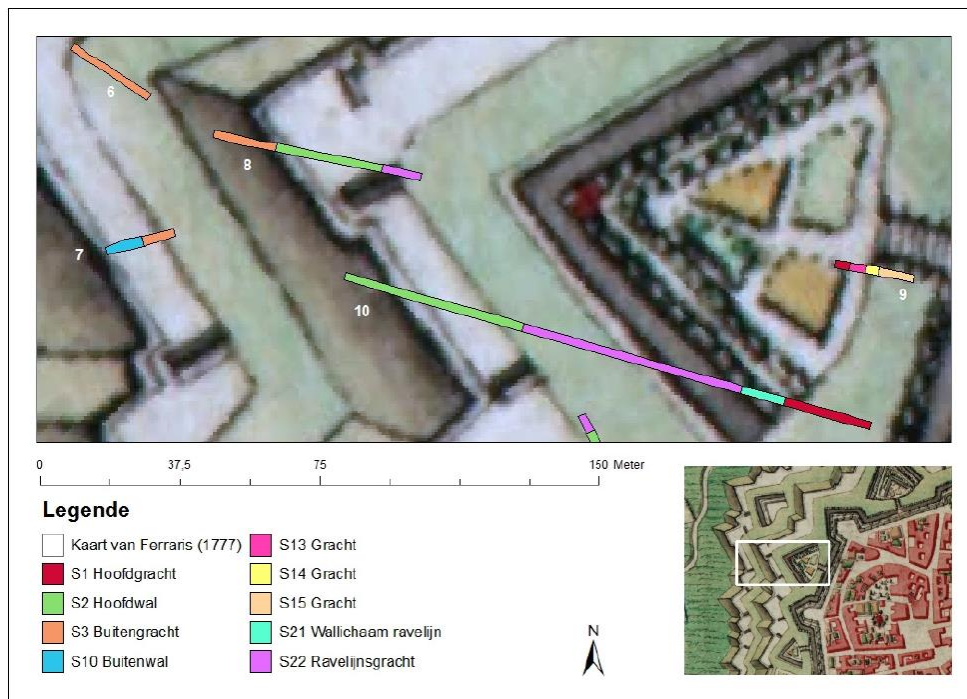 6
8
7
9
10
0 37,5 75 150 Meter
Legende
Kaart van Ferraris (1777)
S1 Hoofdgracht
S2 Hoofdwal
S3 Buitengracht
S10 Buitenwal
S13 Gracht
S14 Gracht
S15 Gracht
S21 Wallichaam ravelijn
S22 Ravelijnsgracht
N